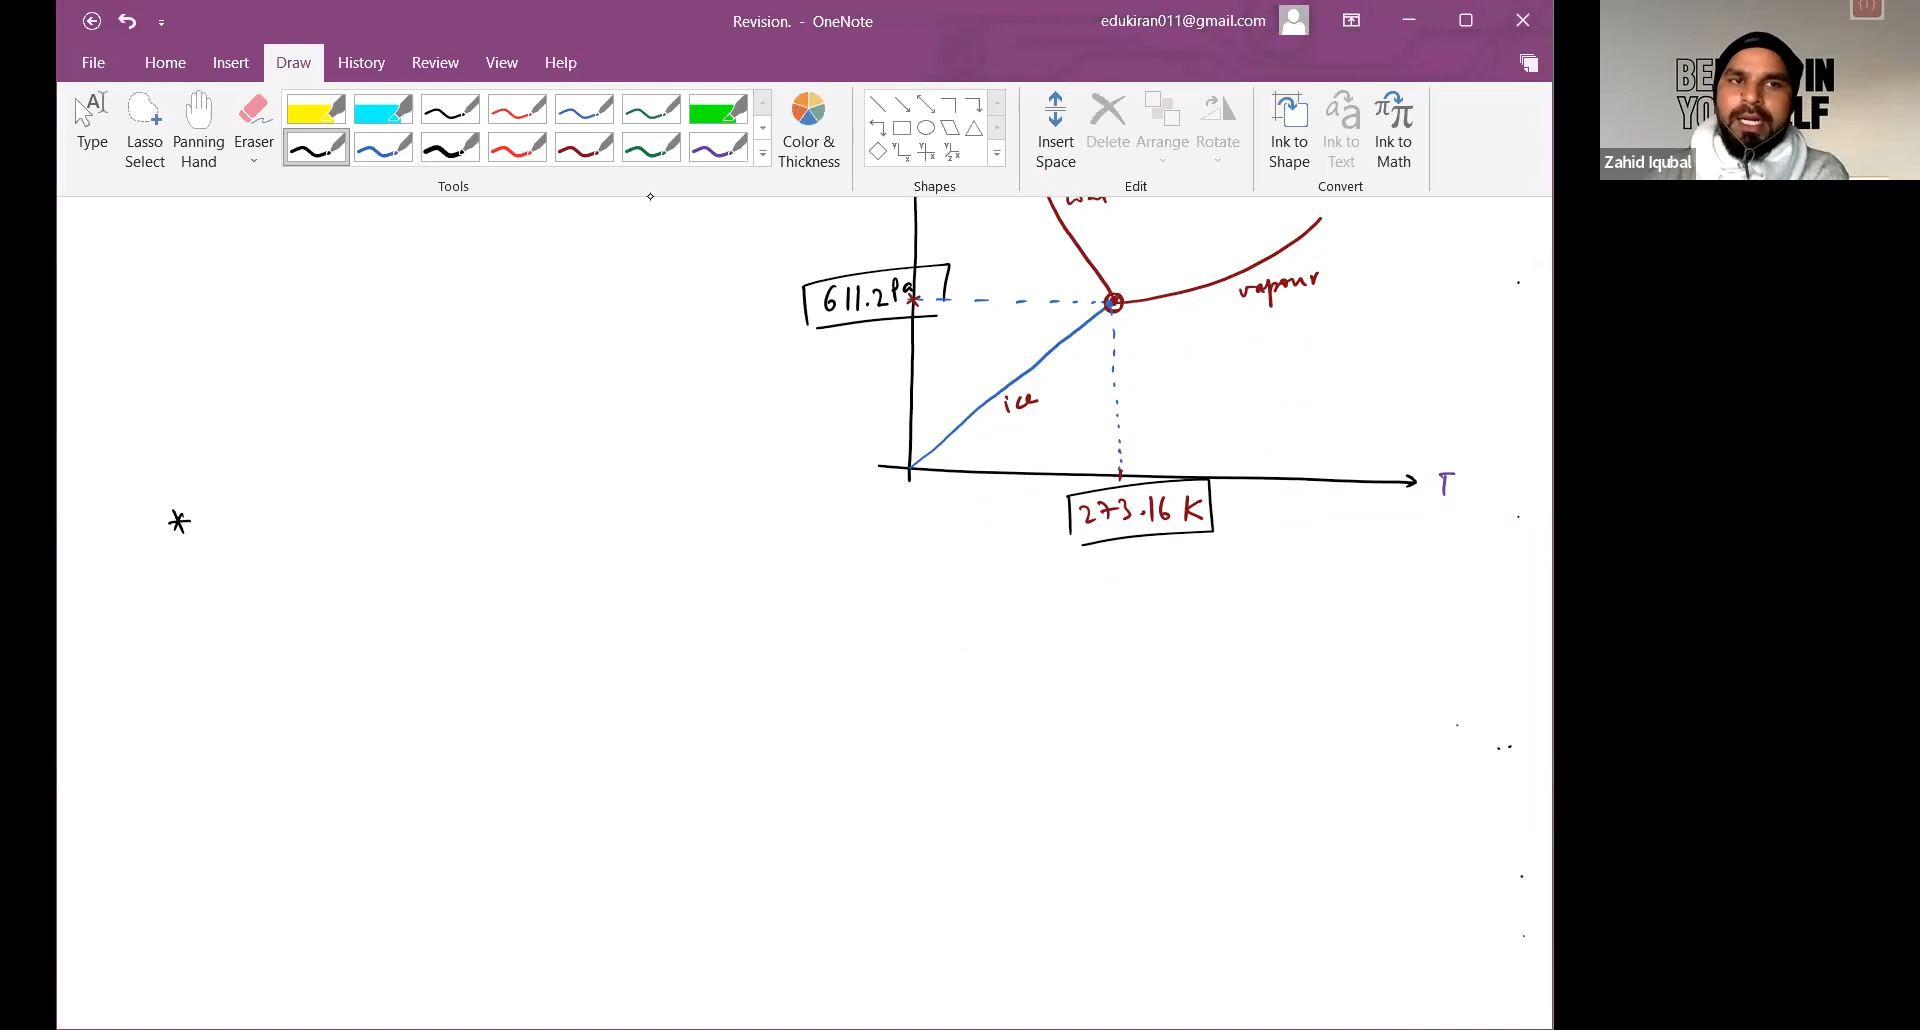 Revision. - OneNote
edukiran011@gmail.com
File Home Insert Draw History Review View Help
Type
Lasso Select
Panning Hand
Eraser
Color & Thickness
Insert Space
Delete
Arrange
Rotate
Ink to Shape
Ink to Text
Ink to Math
Tools
Shapes
Edit
Convert
Zahid Iqubal
611.2 Pa
vapour
ice
T
273.16 K
*